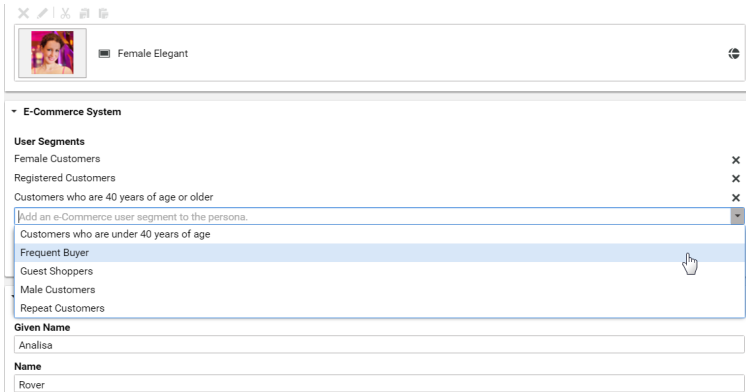 Female Elegant
E-Commerce System
User Segments
Female Customers
Registered Customers
Customers who are 40 years of age or older
Add an e-Commerce user segment to the persona.
Customers who are under 40 years of age
Frequent Buyer
Guest Shoppers
Male Customers
Repeat Customers
Given Name
Analisa
Name
Rover